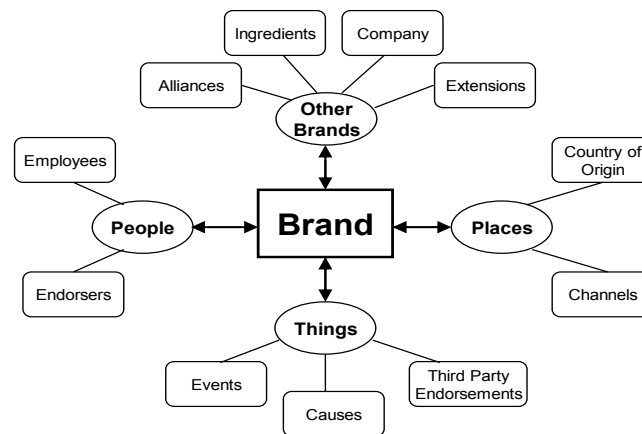 Ingredients
Company
Alliances
Extensions
Other
Brands
Employees
Country of
Origin
People
Brand
Places
Endorsers
Channels
Things
Events
Third Party
Endorsements
Causes